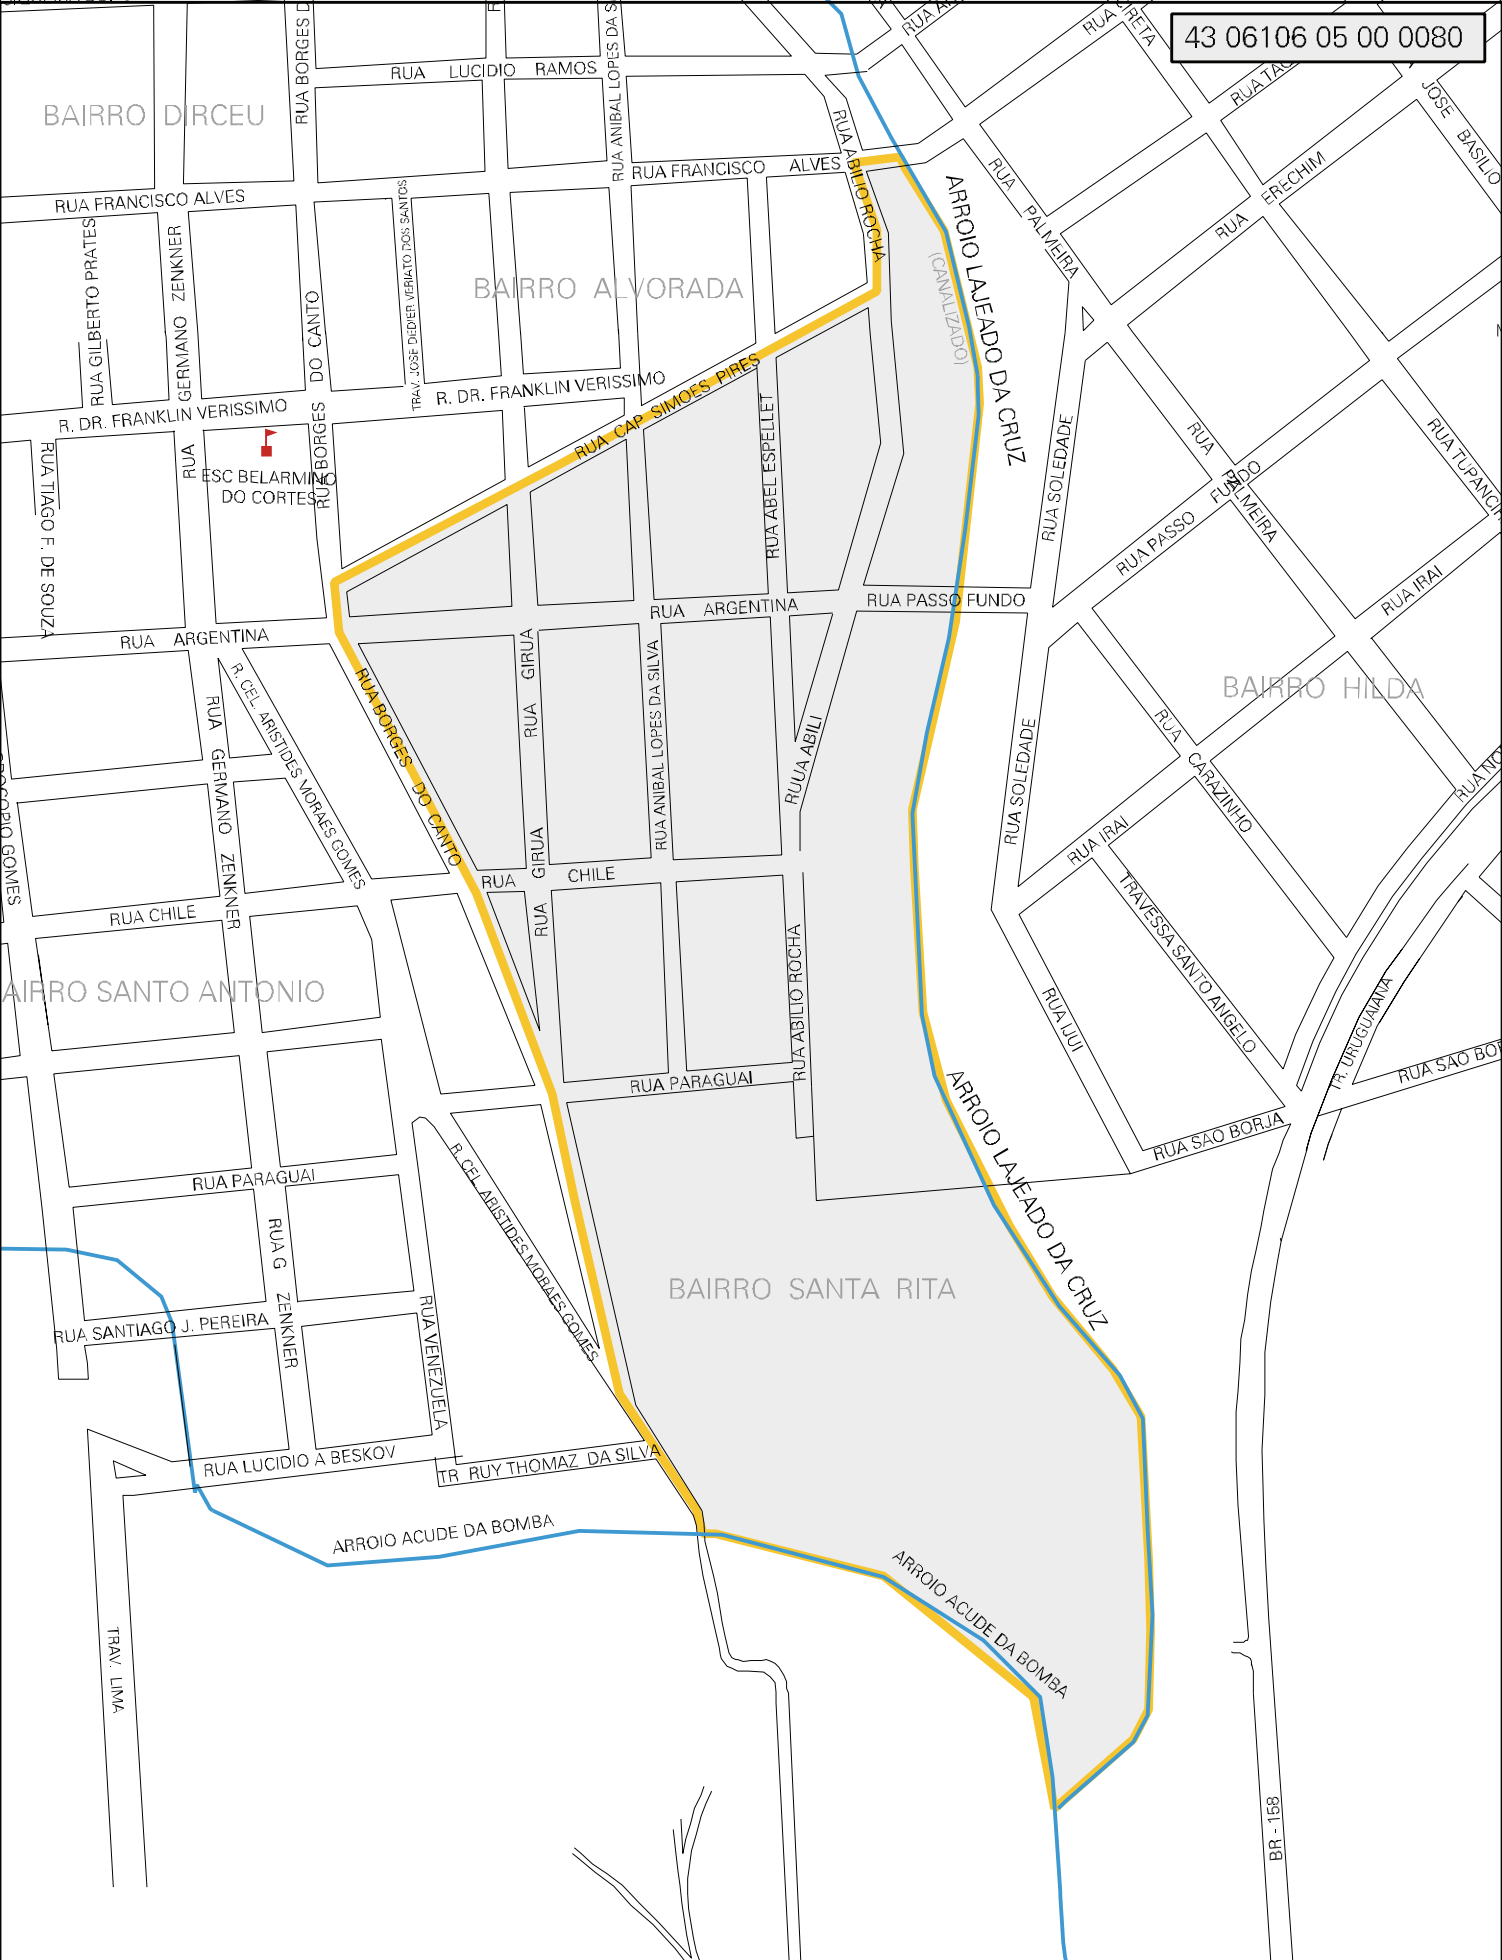 43 06106 05 00 0080
RUA BORGES D
RUA LUCIDIO RAMOS
RUA ANIBAL LOPES DA S
RUA
RUA TAQ
JOSE BASILIO
BAIRRO DIRCEU
RUA FRANCISCO ALVES
RUA ABILIO ROCHA
RUA PALMEIRA
RUA ERECHIM
RUA FRANCISCO ALVES
RUA GILBERTO PRATES
GERMANO ZENKNER
RUA
TRAV. JOSE DEDIER VERIATO DOS SANTOS
BAIRRO ALVORADA
ARROIO LAJEADO DA CRUZ
(CANALIZADO)
RUA BORGES DO CANTO
R. DR. FRANKLIN VERISSIMO
R. DR. FRANKLIN VERISSIMO
RUA CAP SIMOES PIRES
RUA ABEL ESPELLET
RUA SOLEDADE
RUA PALMEIRA
RUA TUPANCIR
RUA TIAGO F. DE SOUZA
ESC BELARMINO
DO CORTES
RUA PASSO FUNDO
RUA IRAI
RUA ARGENTINA
RUA ARGENTINA
RUA PASSO FUNDO
R. CEL. ARISTIDES MORAES GOMES
RUA GERMANO ZENKNER
RUA BORGES DO CANTO
RUA GIRUA
RUA ANIBAL LOPES DA SILVA
RUUA ABILI
RUA SOLEDADE
BAIRRO HILDA
RUA CARAZINHO
RUA NO
RUA IRAI
OCOPIO GOMES
RUA GIRUA
RUA CHILE
RUA CHILE
RUA ABILIO ROCHA
TRAVESSA SANTO ANGELO
AIRRO SANTO ANTONIO
RUA IJUI
TR. URUGUAIANA
RUA SAO BOR
RUA PARAGUAI
RUA SAO BORJA
ARROIO LAJEADO DA CRUZ
RUA PARAGUAI
R. CEL. ARISTIDES MORAES GOMES
RUA G ZENKNER
BAIRRO SANTA RITA
RUA SANTIAGO J. PEREIRA
RUA VENEZUELA
RUA LUCIDIO A BESKOV
TR RUY THOMAZ DA SILVA
ARROIO ACUDE DA BOMBA
ARROIO ACUDE DA BOMBA
TRAV. LIMA
BR - 158